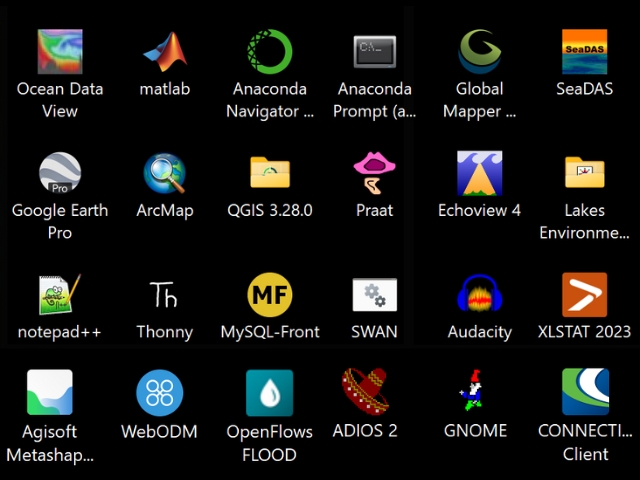 SeaDAS
Ocean Data
View
matlab
Anaconda
Navigator ...
Anaconda
Prompt (a...
Global
Mapper ...
SeaDAS
Pro
Google Earth
Pro
ArcMap
QGIS 3.28.0
Praat
Echoview 4
Lakes
Environme...
Th
MF
notepad++
Thonny
MySQL-Front
SWAN
Audacity
XLSTAT 2023
Agisoft
Metashap...
WebODM
OpenFlows
FLOOD
ADIOS 2
GNOME
CONNECTI...
Client